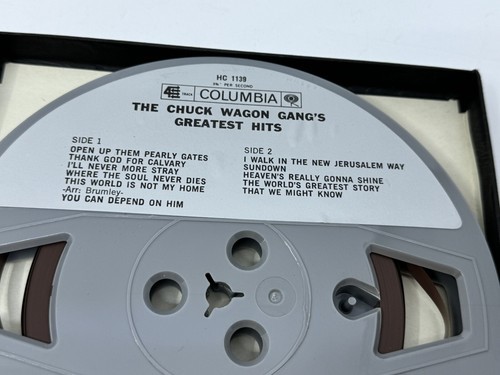 HC 1139
3¾" PER SECOND
4 TRACK COLUMBIA
THE CHUCK WAGON GANG'S
GREATEST HITS
SIDE 1
OPEN UP THEM PEARLY GATES
THANK GOD FOR CALVARY
I'LL NEVER MORE STRAY
WHERE THE SOUL NEVER DIES
THIS WORLD IS NOT MY HOME
-Arr: Brumley-
YOU CAN DEPEND ON HIM
SIDE 2
I WALK IN THE NEW JERUSALEM WAY
SUNDOWN
HEAVEN'S REALLY GONNA SHINE
THE WORLD'S GREATEST STORY
THAT WE MIGHT KNOW